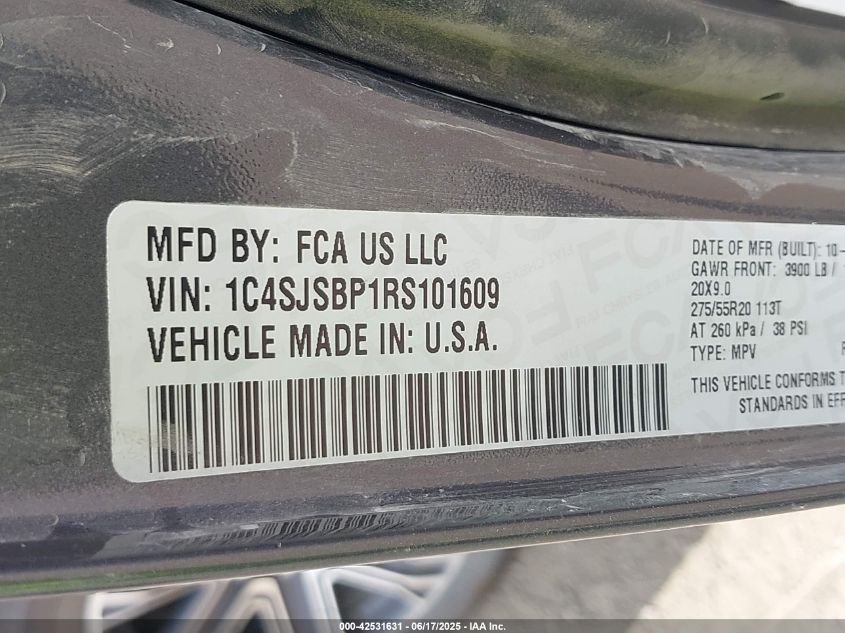 MFD BY: FCA US LLC
VIN: 1C4SJSBP1RS101609
VEHICLE MADE IN: U.S.A.
DATE OF MFR (BUILT): 10-
GAWR FRONT: 3900 LB /
20X9.0
275/55R20 113T
AT 260 kPa / 38 PSI
TYPE: MPV
THIS VEHICLE CONFORMS T
STANDARDS IN EFF
000-42531631 - 06/17/2025 - IAA Inc.